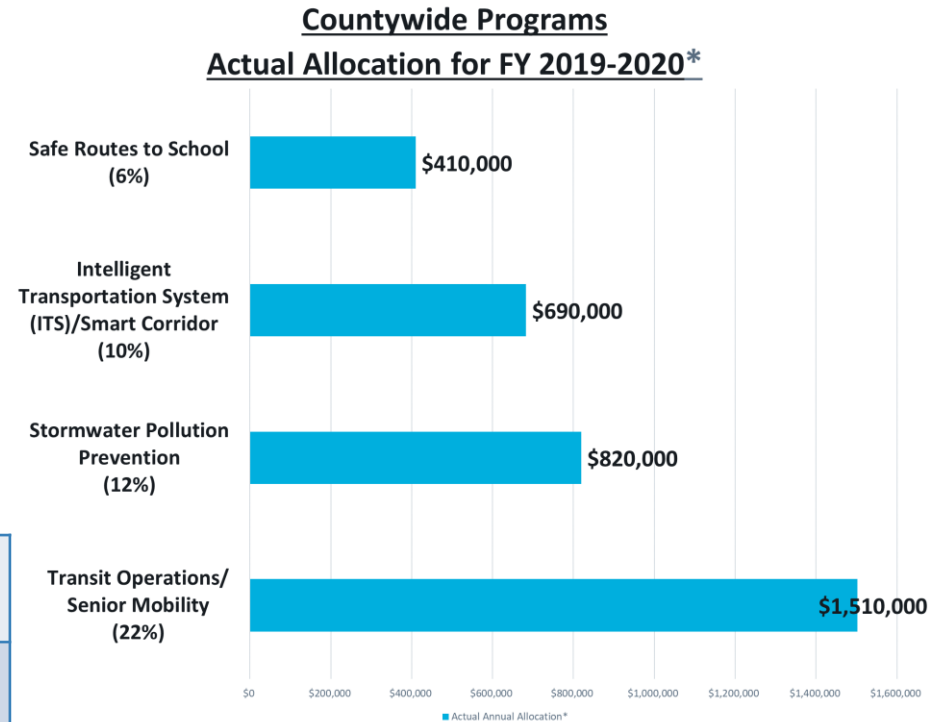 Countywide Programs
Actual Allocation for FY 2019-2020*
Safe Routes to School
(6%)
$410,000
Intelligent
Transportation System
(ITS)/Smart Corridor
(10%)
$690,000
Stormwater Pollution
Prevention
(12%)
$820,000
Transit Operations/
Senior Mobility
(22%)
$1,510,000
$0 $200,000 $400,000 $600,000 $800,000 $1,000,000 $1,200,000 $1,400,000 $1,600,000
Actual Annual Allocation*